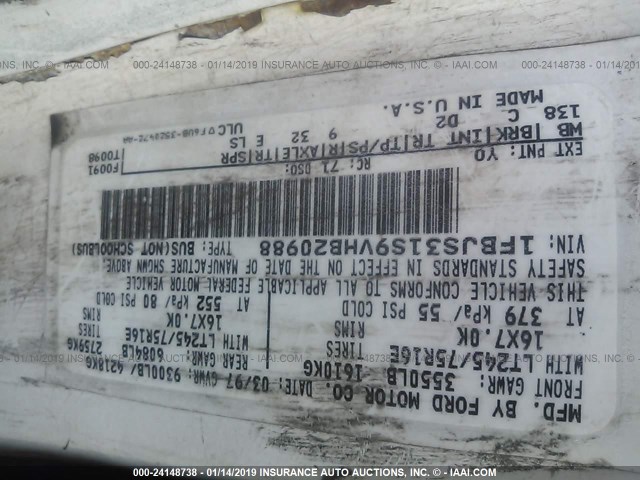 000-24148738 - 01/14/2019 INSURANCE AUTO AUCTIONS, INC. - © - IAAI.COM
MFD. BY FORD MOTOR CO.
DATE: 03/97 GVWR: 9300LB/ 4218KG
FRONT GAWR: 3550LB 1610KG
REAR GAWR: 6084LB 2759KG
WITH LT245/75R16E TIRES
WITH LT245/75R16E TIRES
16X7.0K RIMS
16X7.0K RIMS
AT 379 kPa/ 55 PSI COLD
AT 552 kPa/ 80 PSI COLD
THIS VEHICLE CONFORMS TO ALL APPLICABLE FEDERAL MOTOR VEHICLE
SAFETY STANDARDS IN EFFECT ON THE DATE OF MANUFACTURE SHOWN ABOVE
VIN: 1FBJS31S9VHB20988
TYPE: BUS(NOT SCHOOLBUS)
F0091
T0098
EXT PNT: YO RC: 71 DSO:
WB |BRK|INT TR|TP/PS|R|AXLE|TR|SPR
138 C D2 9 32 E LS
MADE IN U.S.A.
ULC
000-24148738 - 01/14/2019 INSURANCE AUTO AUCTIONS, INC. - © - IAAI.COM